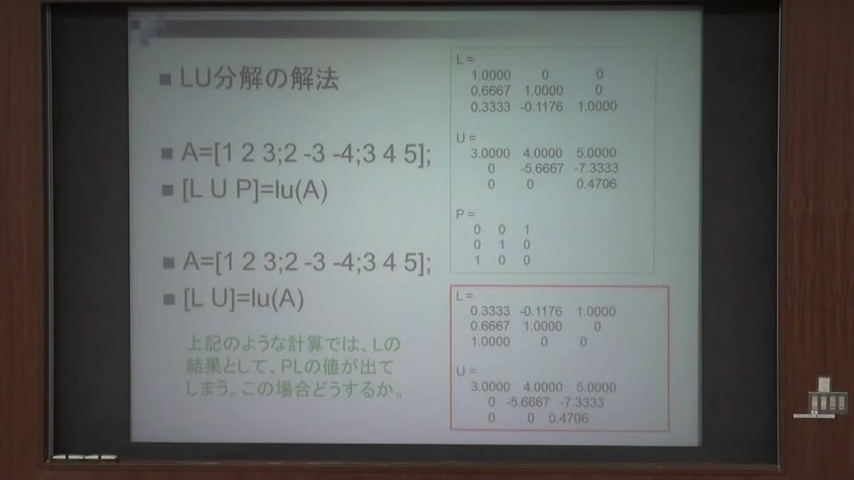 ■ LU分解の解法
■ A=[1 2 3;2 -3 -4;3 4 5];
■ [L U P]=lu(A)
■ A=[1 2 3;2 -3 -4;3 4 5];
■ [L U]=lu(A)
上記のような計算では、Lの
結果として、PLの値が出て
しまう。この場合どうするか。
L =
1.0000 0 0
0.6667 1.0000 0
0.3333 -0.1176 1.0000
U =
3.0000 4.0000 5.0000
0 -5.6667 -7.3333
0 0 0.4706
P =
0 0 1
0 1 0
1 0 0
L =
0.3333 -0.1176 1.0000
0.6667 1.0000 0
1.0000 0 0
U =
3.0000 4.0000 5.0000
0 -5.6667 -7.3333
0 0 0.4706